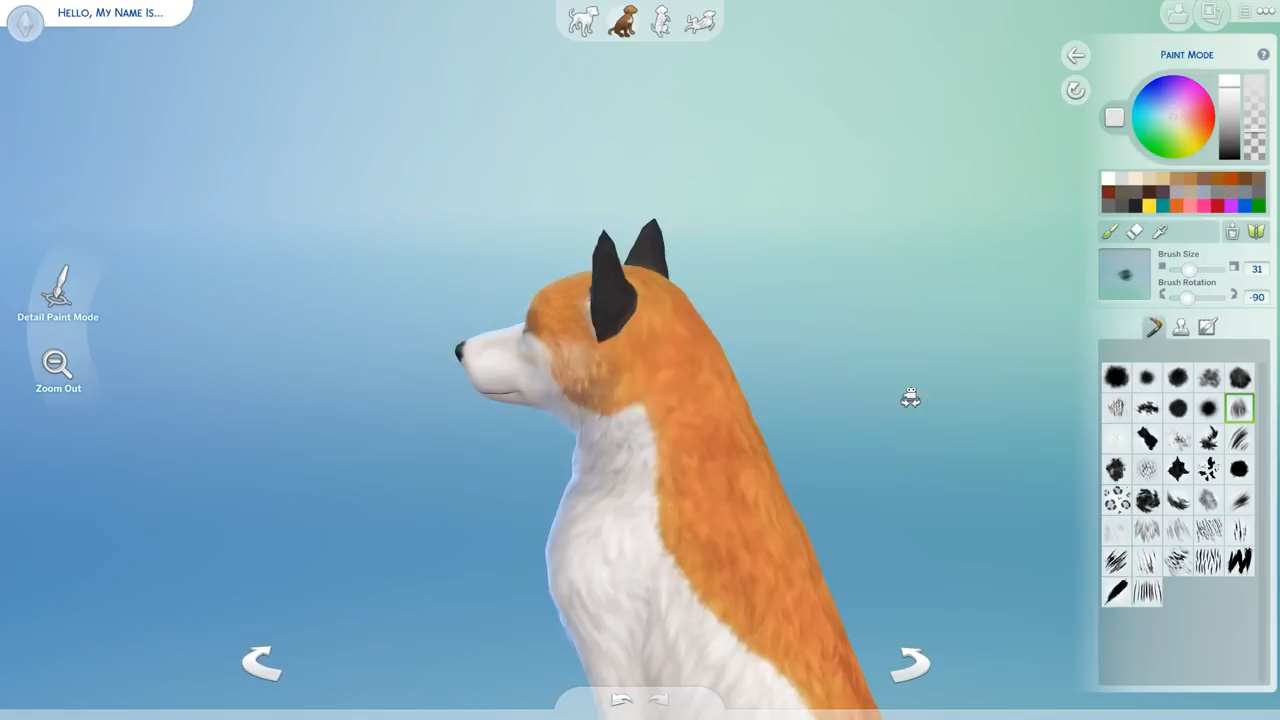 Hello, My Name Is...
Paint Mode
?
Brush Size
31
Brush Rotation
-90
Detail Paint Mode
Zoom Out